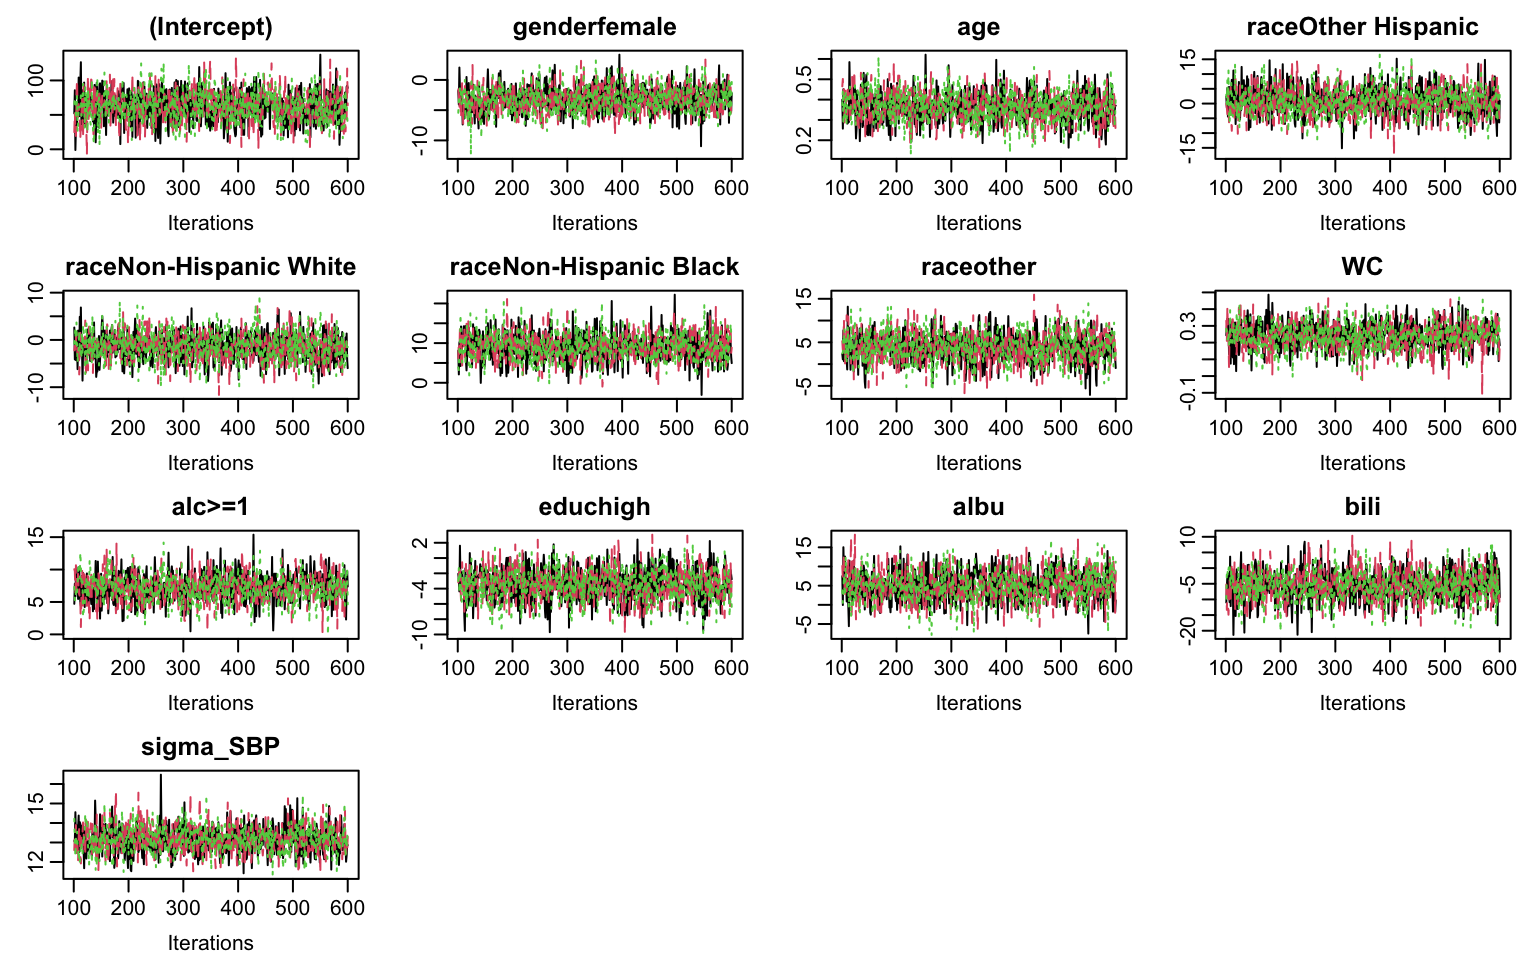 (Intercept) genderfemale age raceOther Hispanic
0 100 -10 0 0.2 0.5 -15 0 15
100 200 300 400 500 600 100 200 300 400 500 600 100 200 300 400 500 600 100 200 300 400 500 600
Iterations Iterations Iterations Iterations
raceNon-Hispanic White raceNon-Hispanic Black raceother WC
-10 0 10 0 10 -5 5 15 -0.1 0.3
100 200 300 400 500 600 100 200 300 400 500 600 100 200 300 400 500 600 100 200 300 400 500 600
Iterations Iterations Iterations Iterations
alc>=1 educhigh albu bili
0 5 15 -10 -4 2 -5 5 15 -20 -5 10
100 200 300 400 500 600 100 200 300 400 500 600 100 200 300 400 500 600 100 200 300 400 500 600
Iterations Iterations Iterations Iterations
sigma_SBP
12 15
100 200 300 400 500 600
Iterations